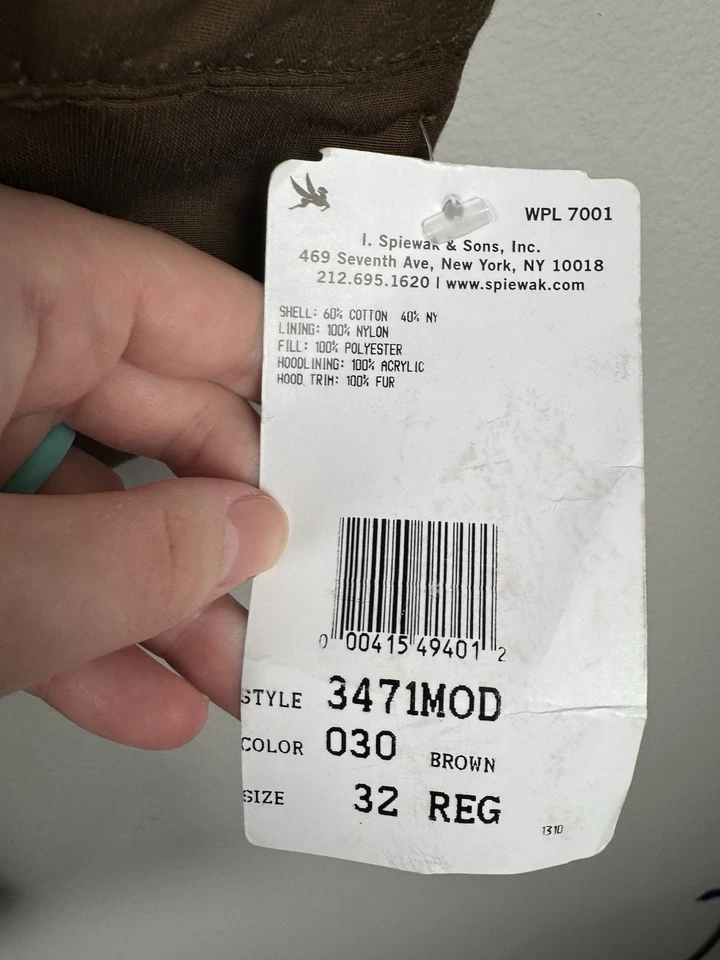 WPL 7001
I. Spiewak & Sons, Inc.
469 Seventh Ave, New York, NY 10018
212.695.1620 | www.spiewak.com
SHELL: 60% COTTON 40% NY
LINING: 100% NYLON
FILL: 100% POLYESTER
HOODLINING: 100% ACRYLIC
HOOD TRIM: 100% FUR
0 00415 49401 2
STYLE 3471MOD
COLOR 030 BROWN
SIZE 32 REG
1310